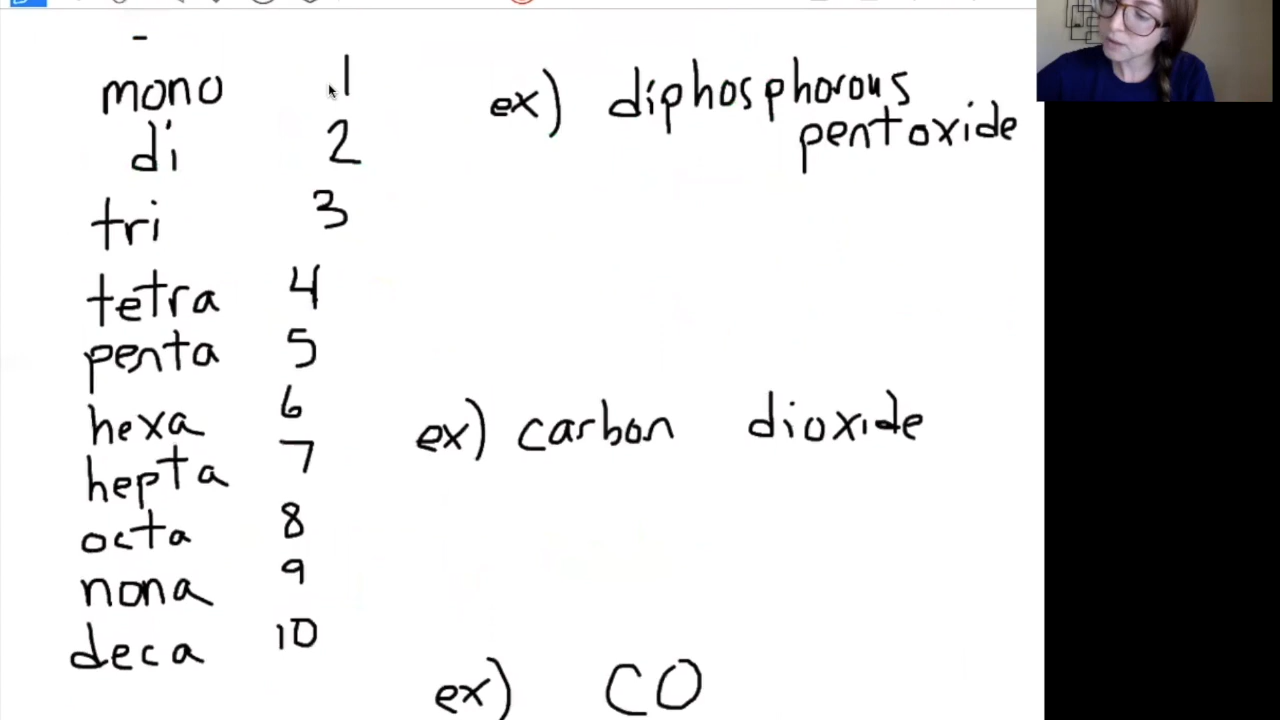 mono 1
di 2
tri 3
tetra 4
penta 5
hexa 6
hepta 7
octa 8
nona 9
deca 10
ex) diphosphorous
pentoxide
ex) carbon dioxide
ex) CO